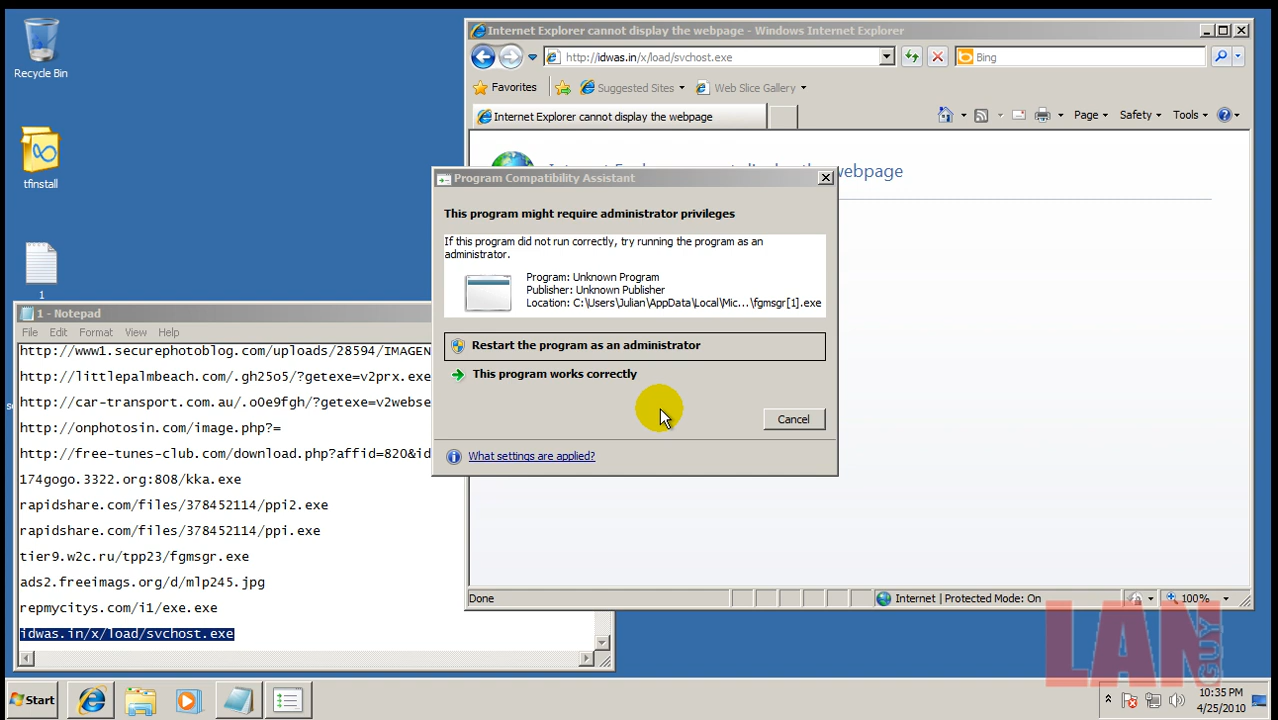 Recycle Bin
tfinstall
1
Internet Explorer cannot display the webpage - Windows Internet Explorer
http://idwas.in/x/load/svchost.exe
Bing
Favorites
Suggested Sites
Web Slice Gallery
Internet Explorer cannot display the webpage
Page
Safety
Tools
webpage
Program Compatibility Assistant
This program might require administrator privileges
If this program did not run correctly, try running the program as an
administrator.
Program: Unknown Program
Publisher: Unknown Publisher
Location: C:\Users\Julian\AppData\Local\Mic...\fgmsgr[1].exe
Restart the program as an administrator
This program works correctly
Cancel
What settings are applied?
1 - Notepad
File Edit Format View Help
http://www1.securephotoblog.com/uploads/28594/IMAGEN
http://littlepalmbeach.com/.gh25o5/?getexe=v2prx.exe
http://car-transport.com.au/.o0e9fgh/?getexe=v2webse
http://onphotosin.com/image.php?=
http://free-tunes-club.com/download.php?affid=820&id
174gogo.3322.org:808/kka.exe
rapidshare.com/files/378452114/ppi2.exe
rapidshare.com/files/378452114/ppi.exe
tier9.w2c.ru/tpp23/fgmsgr.exe
ads2.freeimags.org/d/mlp245.jpg
repmycitys.com/i1/exe.exe
idwas.in/x/load/svchost.exe
Done
Internet | Protected Mode: On
100%
LAN
GUY
Start
10:35 PM
4/25/2010